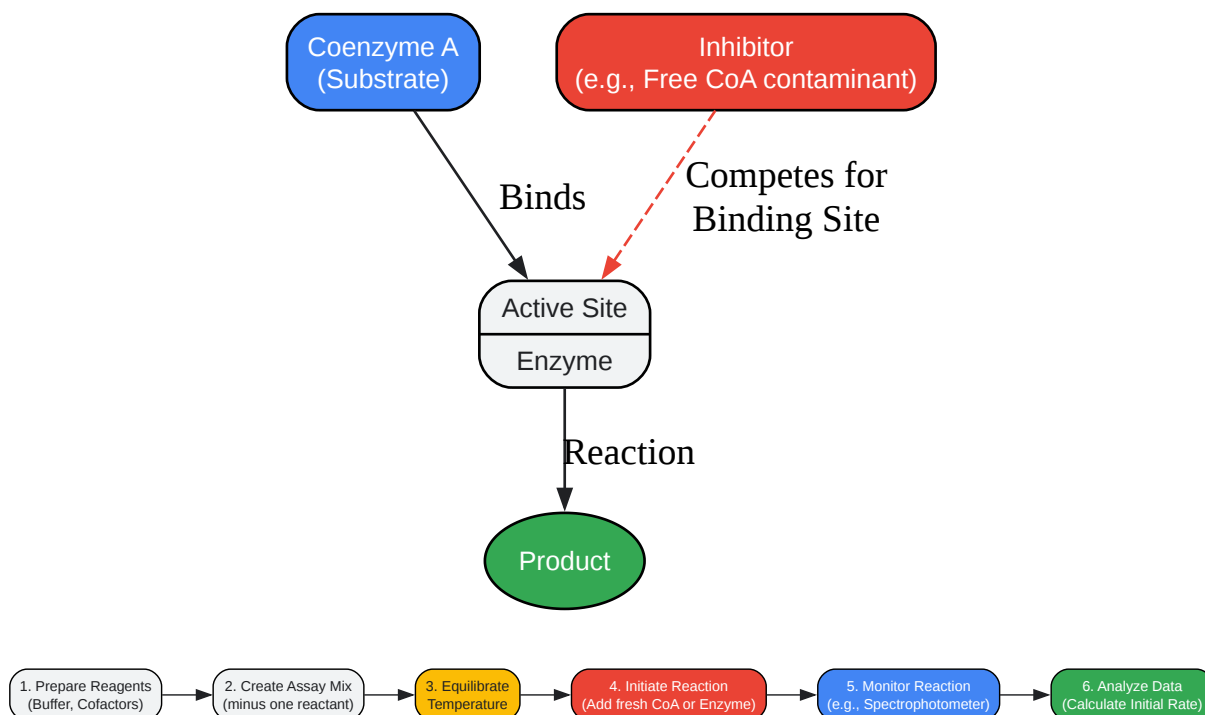 Coenzyme A
(Substrate)
Inhibitor
(e.g., Free CoA contaminant)
Binds
Competes for
Binding Site
Active Site
Enzyme
Reaction
Product
1. Prepare Reagents
(Buffer, Cofactors)
2. Create Assay Mix
(minus one reactant)
3. Equilibrate
Temperature
4. Initiate Reaction
(Add fresh CoA or Enzyme)
5. Monitor Reaction
(e.g., Spectrophotometer)
6. Analyze Data
(Calculate Initial Rate)